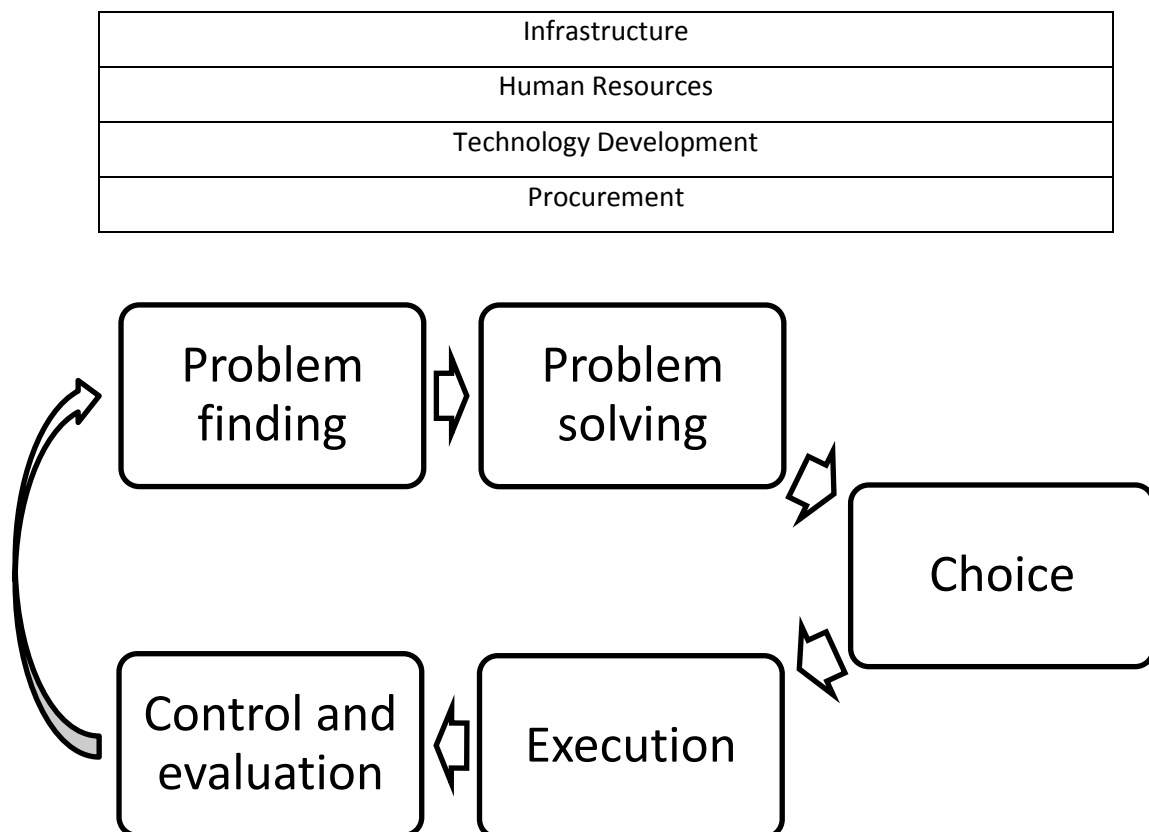 Infrastructure
Human Resources
Technology Development
Procurement
Problem
finding
Problem
solving
Choice
Control and
evaluation
Execution